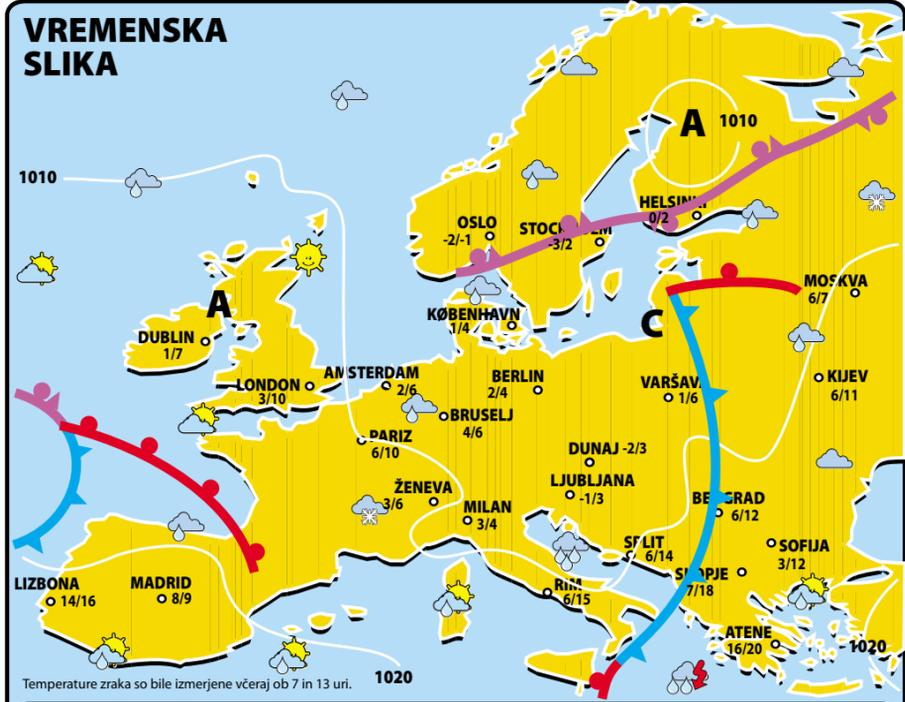 VREMENSKA
SLIKA
A 1010
1010
HELSINKI
0/2
OSLO
-2/-1
-3/2
MOSKVA
6/7
A
KØBENHAVN
1/4
C
DUBLIN
1/7
AMSTERDAM
2/6
LONDON
3/10
BERLIN
2/4
VARŠAVA
1/6
KIJEV
6/11
BRUSELJ
4/6
PARIZ
6/10
DUNAJ -2/3
LJUBLJANA
-1/3
ŽENEVA
3/6
MILAN
3/4
BEOGRAD
6/12
SPLIT
6/14
SOFIJA
3/12
SKOPJE
7/18
LIZBONA
14/16
MADRID
8/9
RIM
6/15
ATENE
16/20
1020
1020
Temperature zraka so bile izmerjene včeraj ob 7 in 13 uri.